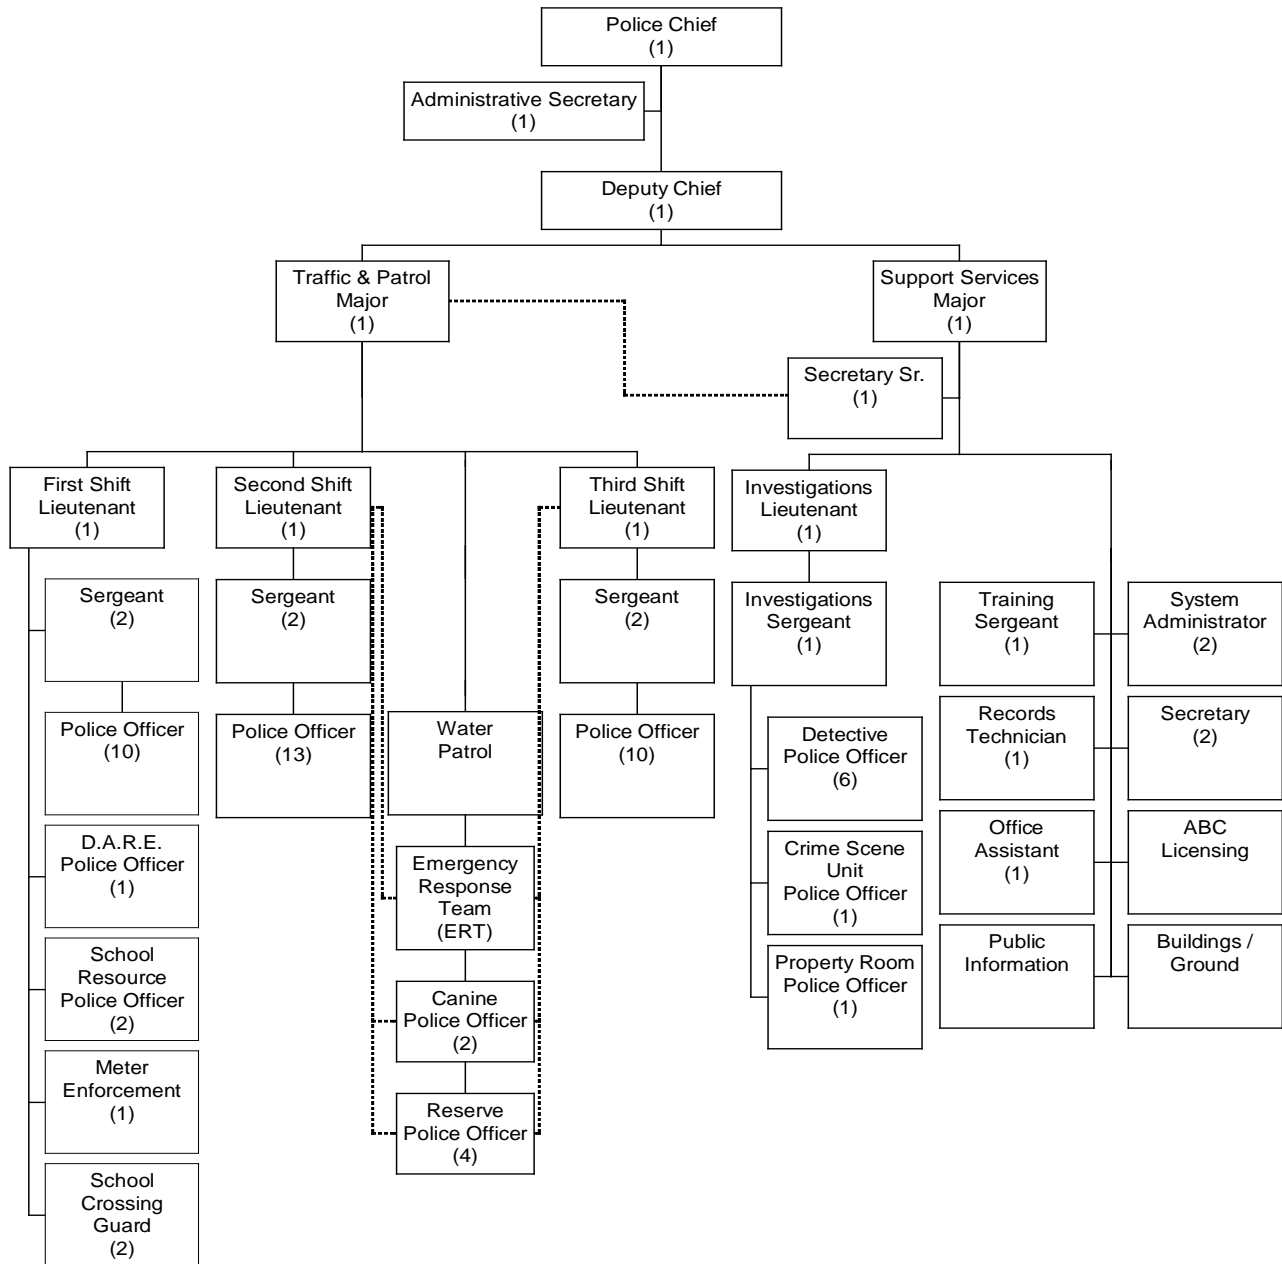 Police Chief
(1)
Administrative Secretary
(1)
Deputy Chief
(1)
Traffic & Patrol
Major
(1)
Support Services
Major
(1)
Secretary Sr.
(1)
First Shift
Lieutenant
(1)
Second Shift
Lieutenant
(1)
Third Shift
Lieutenant
(1)
Investigations
Lieutenant
(1)
Sergeant
(2)
Sergeant
(2)
Sergeant
(2)
Investigations
Sergeant
(1)
Training
Sergeant
(1)
System
Administrator
(2)
Police Officer
(10)
Police Officer
(13)
Water
Patrol
Police Officer
(10)
Detective
Police Officer
(6)
Records
Technician
(1)
Secretary
(2)
D.A.R.E.
Police Officer
(1)
Emergency
Response
Team
(ERT)
Crime Scene
Unit
Police Officer
(1)
Office
Assistant
(1)
ABC
Licensing
School
Resource
Police Officer
(2)
Canine
Police Officer
(2)
Property Room
Police Officer
(1)
Public
Information
Buildings /
Ground
Meter
Enforcement
(1)
Reserve
Police Officer
(4)
School
Crossing
Guard
(2)